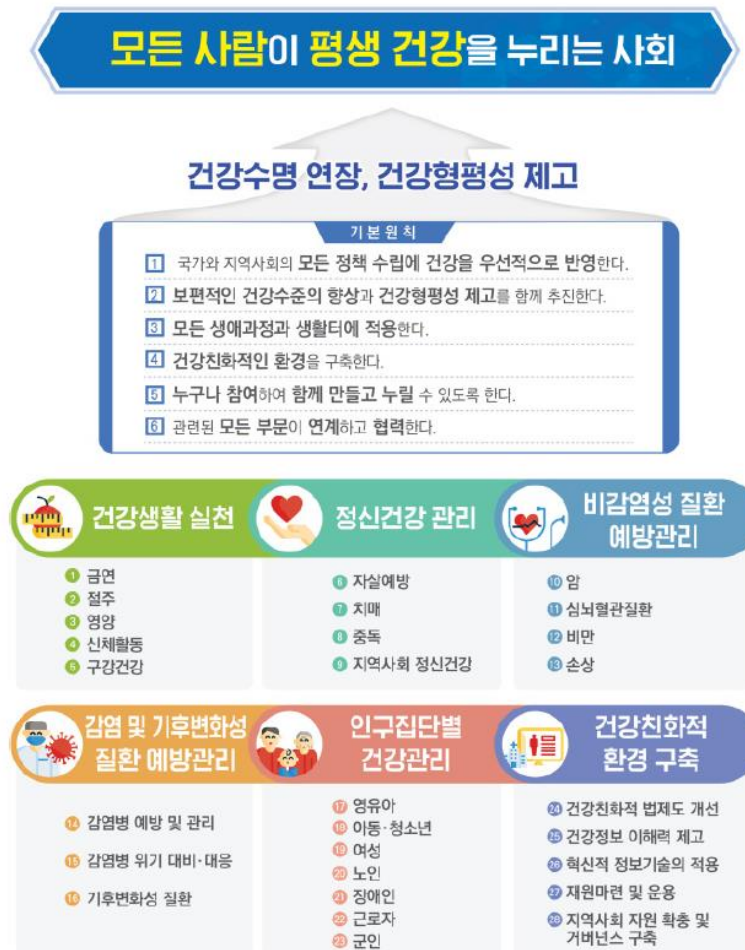 모든 사람이 평생 건강을 누리는 사회
건강수명 연장, 건강형평성 제고
기본원칙
1 국가와 지역사회의 모든 정책 수립에 건강을 우선적으로 반영한다.
2 보편적인 건강수준의 향상과 건강형평성 제고를 함께 추진한다.
3 모든 생애과정과 생활터에 적용한다.
4 건강친화적인 환경을 구축한다.
5 누구나 참여하여 함께 만들고 누릴 수 있도록 한다.
6 관련된 모든 부문이 연계하고 협력한다.
건강생활 실천
1 금연
2 절주
3 영양
4 신체활동
5 구강건강
정신건강 관리
6 자살예방
7 치매
8 중독
9 지역사회 정신건강
비감염성 질환
예방관리
10 암
11 심뇌혈관질환
12 비만
13 손상
감염 및 기후변화성
질환 예방관리
14 감염병 예방 및 관리
15 감염병 위기 대비·대응
16 기후변화성 질환
인구집단별
건강관리
17 영유아
18 아동·청소년
19 여성
20 노인
21 장애인
22 근로자
23 군인
건강친화적
환경 구축
24 건강친화적 법제도 개선
25 건강정보 이해력 제고
26 혁신적 정보기술의 적용
27 재원마련 및 운용
28 지역사회 자원 확충 및
거버넌스 구축